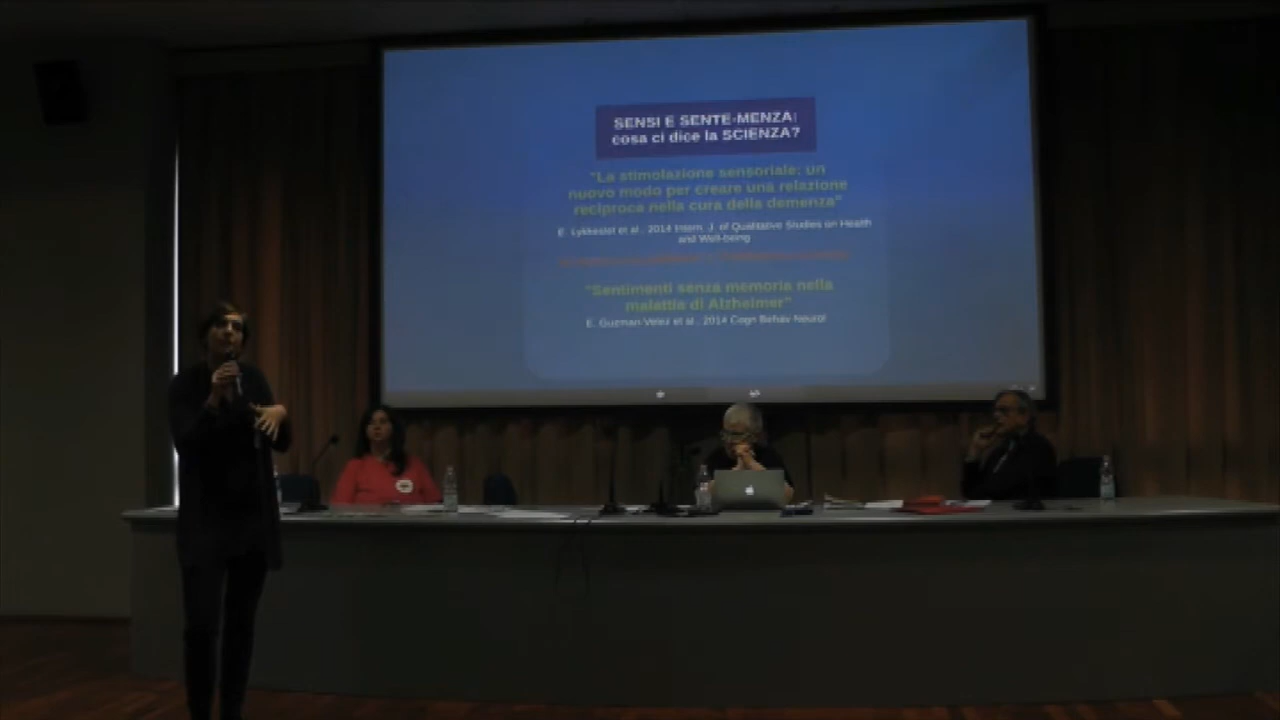 SENSI E SENTE-MENZA:
cosa ci dice la SCIENZA?
"La stimolazione sensoriale: un
nuovo modo per creare una relazione
reciproca nella cura della demenza"
E. et al., 2014 Intern. J. of Qualitative Studies on Health
and Well-being
"Sentimenti senza memoria nella
malattia di Alzheimer"
E. Guzman-Velez et al., 2014 Cogn Behav Neurol